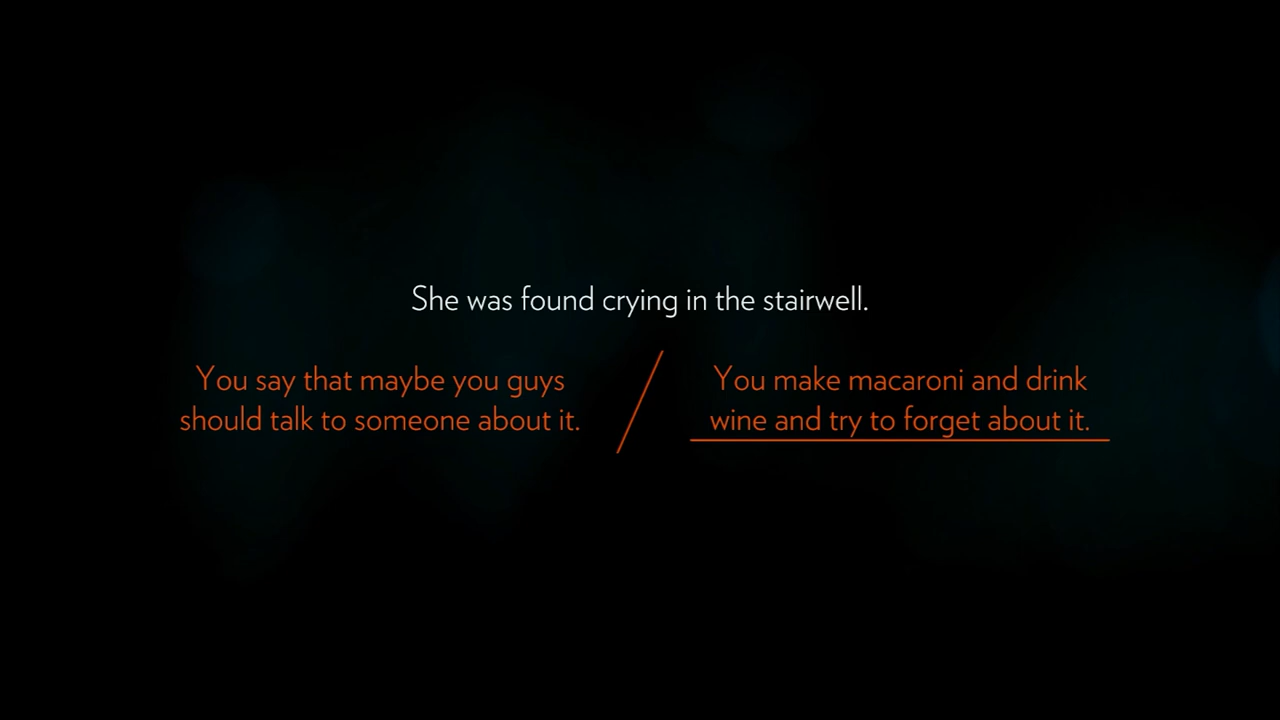 She was found crying in the stairwell.
You say that maybe you guys
should talk to someone about it.
You make macaroni and drink
wine and try to forget about it.